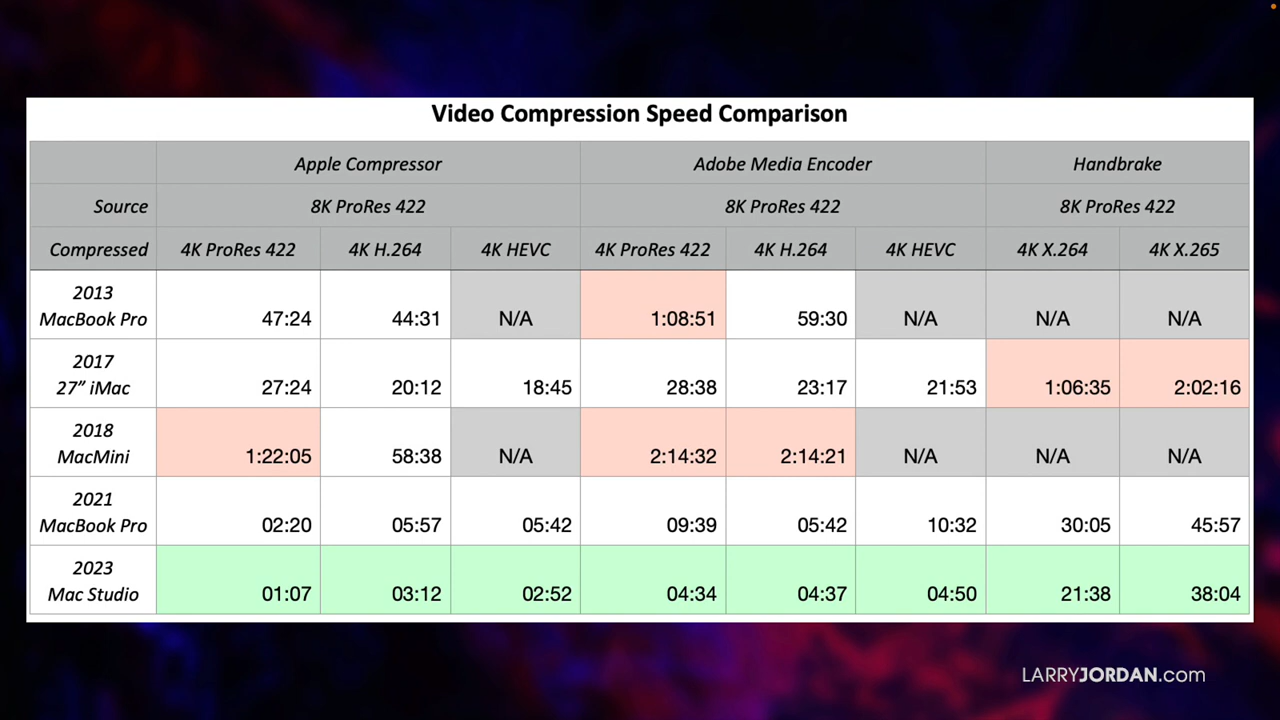 Video Compression Speed Comparison
Apple Compressor Adobe Media Encoder Handbrake
Source 8K ProRes 422 8K ProRes 422 8K ProRes 422
Compressed 4K ProRes 422 4K H.264 4K HEVC 4K ProRes 422 4K H.264 4K HEVC 4K X.264 4K X.265
2013
MacBook Pro 47:24 44:31 N/A 1:08:51 59:30 N/A N/A N/A
2017
27” iMac 27:24 20:12 18:45 28:38 23:17 21:53 1:06:35 2:02:16
2018
MacMini 1:22:05 58:38 N/A 2:14:32 2:14:21 N/A N/A N/A
2021
MacBook Pro 02:20 05:57 05:42 09:39 05:42 10:32 30:05 45:57
2023
Mac Studio 01:07 03:12 02:52 04:34 04:37 04:50 21:38 38:04
LARRYJORDAN.com